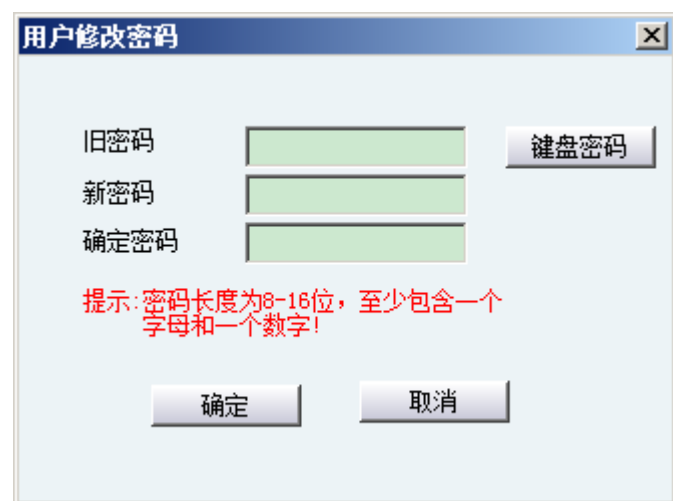 用户修改密码
旧密码
键盘密码
新密码
确定密码
提示:密码长度为8-16位，至少包含一个
字母和一个数字!
确定
取消